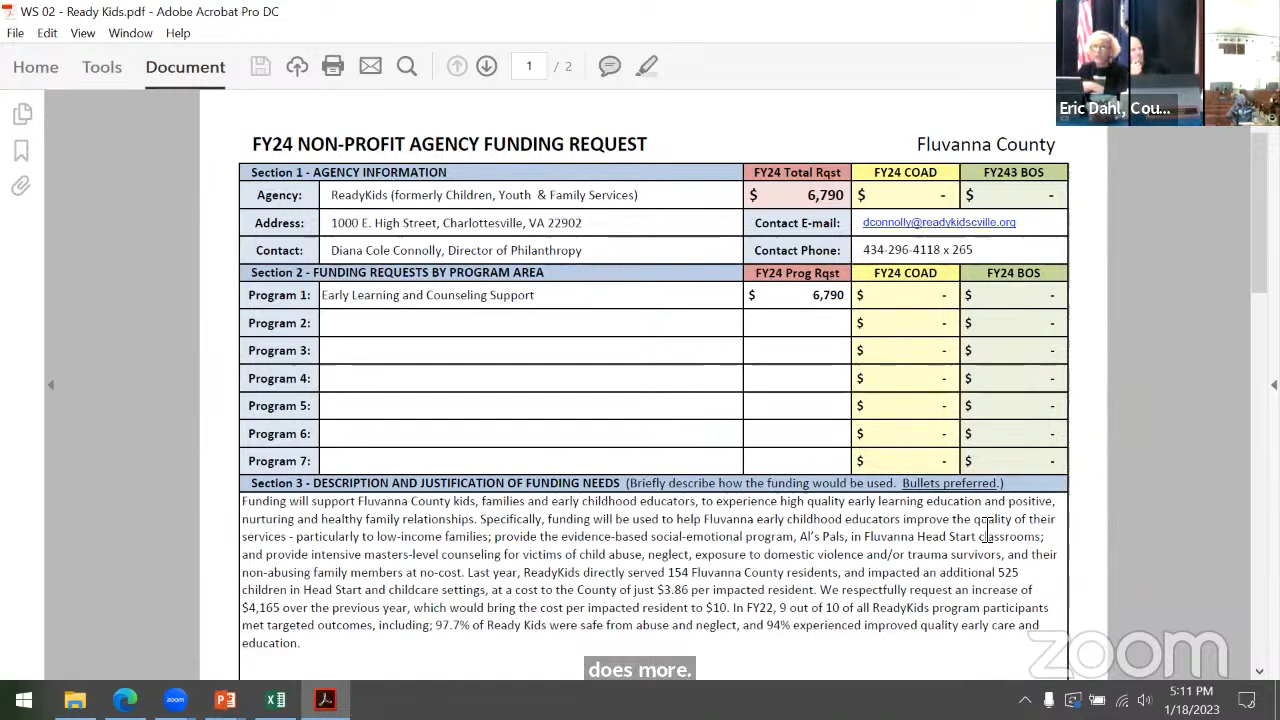 WS 02 - Ready Kids.pdf - Adobe Acrobat Pro DC
File Edit View Window Help
Home Tools Document 1 / 2
Eric Dahl, Cou...
FY24 NON-PROFIT AGENCY FUNDING REQUEST Fluvanna County
Section 1 - AGENCY INFORMATION FY24 Total Rqst FY24 COAD FY243 BOS
Agency: ReadyKids (formerly Children, Youth & Family Services) $ 6,790 $ - $ -
Address: 1000 E. High Street, Charlottesville, VA 22902 Contact E-mail: dconnolly@readykidscville.org
Contact: Diana Cole Connolly, Director of Philanthropy Contact Phone: 434-296-4118 x 265
Section 2 - FUNDING REQUESTS BY PROGRAM AREA FY24 Prog Rqst FY24 COAD FY24 BOS
Program 1: Early Learning and Counseling Support $ 6,790 $ - $ -
Program 2: $ - $ -
Program 3: $ - $ -
Program 4: $ - $ -
Program 5: $ - $ -
Program 6: $ - $ -
Program 7: $ - $ -
Section 3 - DESCRIPTION AND JUSTIFICATION OF FUNDING NEEDS (Briefly describe how the funding would be used. Bullets preferred.)
Funding will support Fluvanna County kids, families and early childhood educators, to experience high quality early learning education and positive,
nurturing and healthy family relationships. Specifically, funding will be used to help Fluvanna early childhood educators improve the quality of their
services - particularly to low-income families; provide the evidence-based social-emotional program, Al's Pals, in Fluvanna Head Start classrooms;
and provide intensive masters-level counseling for victims of child abuse, neglect, exposure to domestic violence and/or trauma survivors, and their
non-abusing family members at no-cost. Last year, ReadyKids directly served 154 Fluvanna County residents, and impacted an additional 525
children in Head Start and childcare settings, at a cost to the County of just $3.86 per impacted resident. We respectfully request an increase of
$4,165 over the previous year, which would bring the cost per impacted resident to $10. In FY22, 9 out of 10 of all ReadyKids program participants
met targeted outcomes, including; 97.7% of Ready Kids were safe from abuse and neglect, and 94% experienced improved quality early care and
education.
zoom
does more.
zoom
5:11 PM
1/18/2023